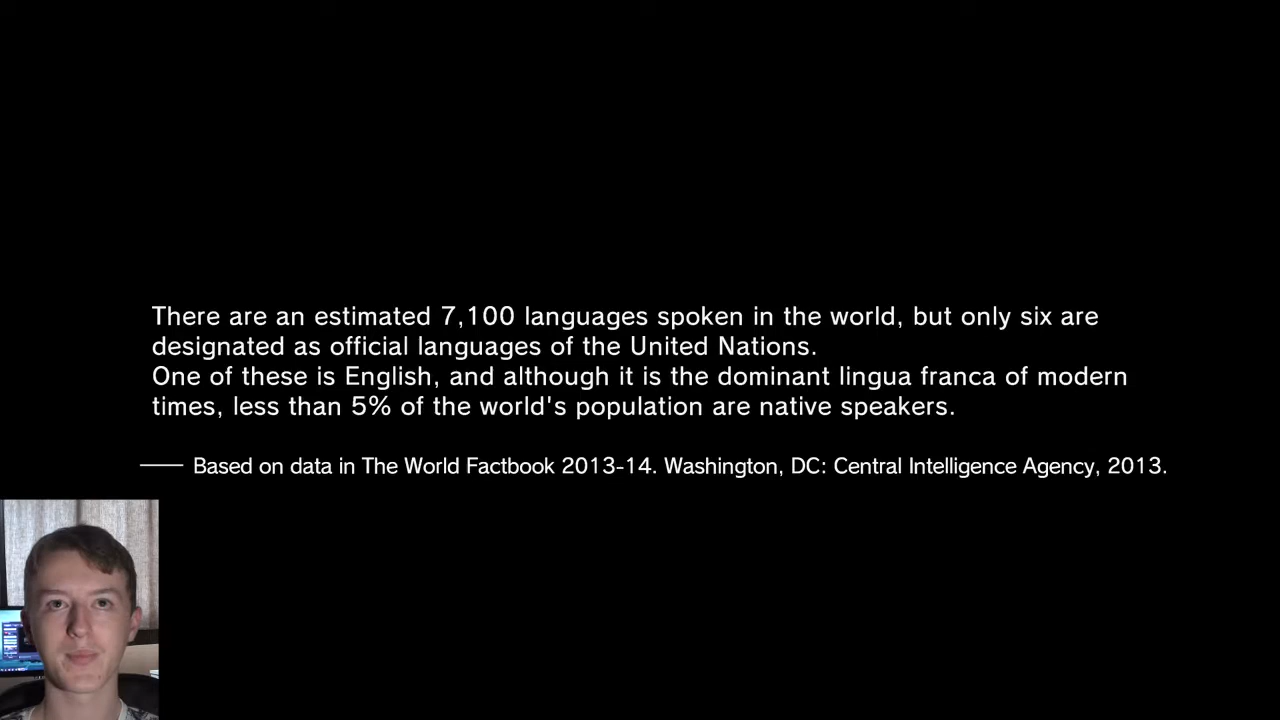 There are an estimated 7,100 languages spoken in the world, but only six are
designated as official languages of the United Nations.
One of these is English, and although it is the dominant lingua franca of modern
times, less than 5% of the world's population are native speakers.
—— Based on data in The World Factbook 2013-14. Washington, DC: Central Intelligence Agency, 2013.